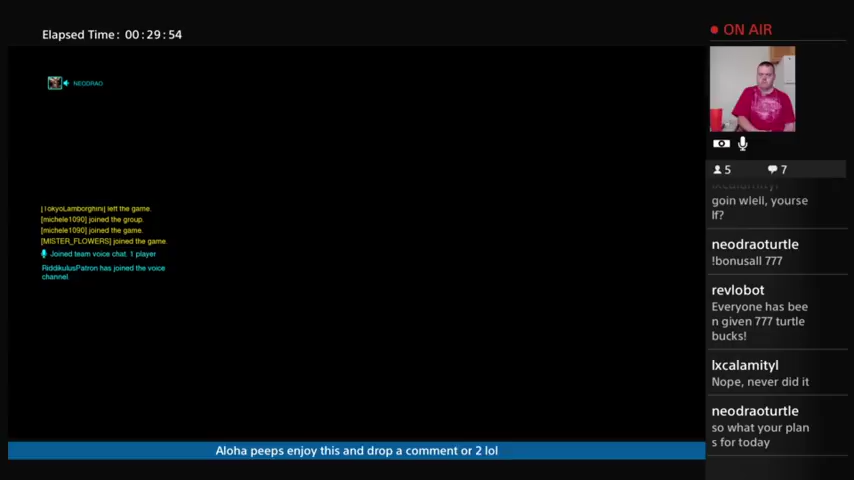 Elapsed Time: 00:29:54
ON AIR
NEODRAO
5
7
[TokyoLamborghini] left the game.
[michele1090] joined the group.
[michele1090] joined the game.
[MISTER_FLOWERS] joined the game.
Joined team voice chat, 1 player
RiddikulusPatron has joined the voice
channel.
lxcalamityl
goin wlell, yourse
lf?
neodraoturtle
!bonusall 777
revlobot
Everyone has bee
n given 777 turtle
bucks!
lxcalamityl
Nope, never did it
neodraoturtle
so what your plan
s for today
Aloha peeps enjoy this and drop a comment or 2 lol